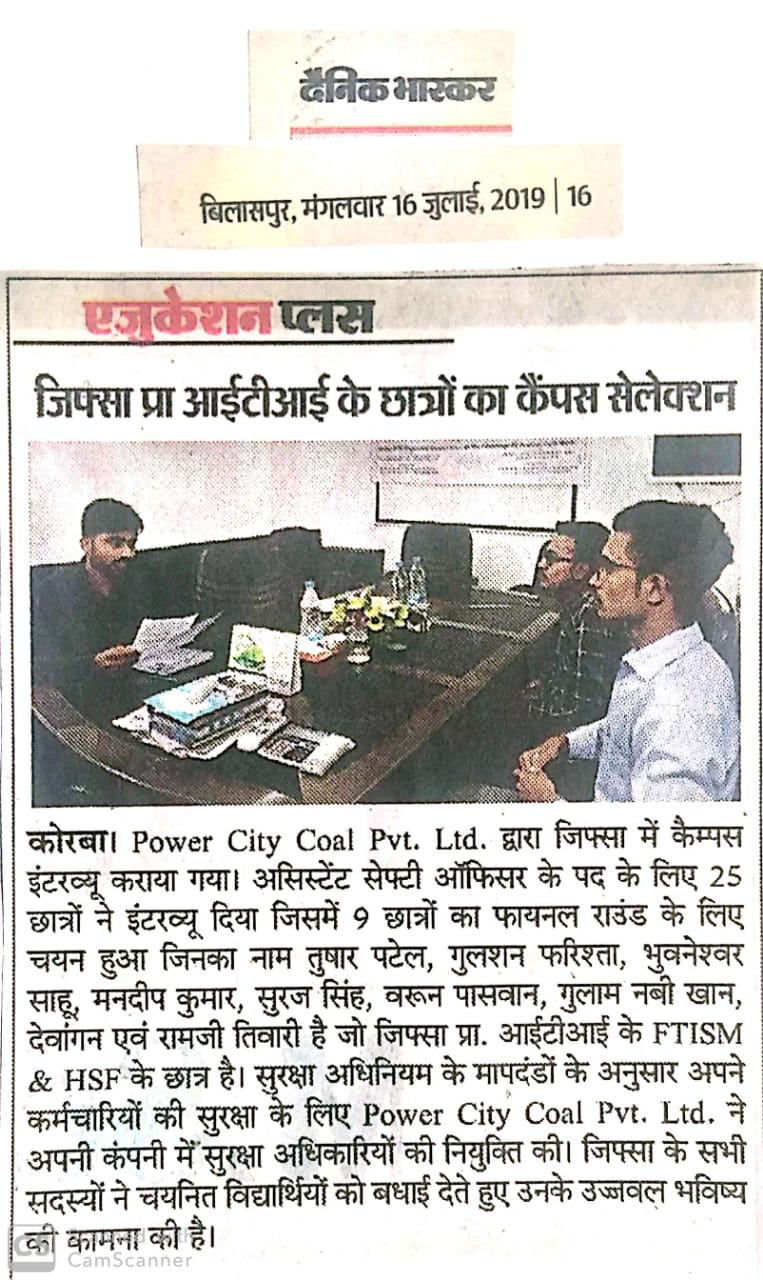 दैनिक भास्कर
बिलासपुर, मंगलवार 16 जुलाई, 2019 | 16
एजुकेशन प्लस
जिफ्सा प्रा आईटीआई के छात्रों का कैंपस सेलेक्शन
कोरबा। Power City Coal Pvt. Ltd. द्वारा जिफ्सा में कैम्पस
इंटरव्यू कराया गया। असिस्टेंट सेफ्टी ऑफिसर के पद के लिए 25
छात्रों ने इंटरव्यू दिया जिसमें 9 छात्रों का फायनल राउंड के लिए
चयन हुआ जिनका नाम तुषार पटेल, गुलशन फरिश्ता, भुवनेश्वर
साहू, मनदीप कुमार, सुरज सिंह, वरून पासवान, गुलाम नबी खान,
देवांगन एवं रामजी तिवारी है जो जिफ्सा प्रा. आईटीआई के FTISM
& HSF के छात्र है। सुरक्षा अधिनियम के मापदंडों के अनुसार अपने
कर्मचारियों की सुरक्षा के लिए Power City Coal Pvt. Ltd. ने
अपनी कंपनी में सुरक्षा अधिकारियों की नियुक्ति की। जिफ्सा के सभी
सदस्यों ने चयनित विद्यार्थियों को बधाई देते हुए उनके उज्जवल भविष्य
की कामना की है।
CS Scanned with
CamScanner